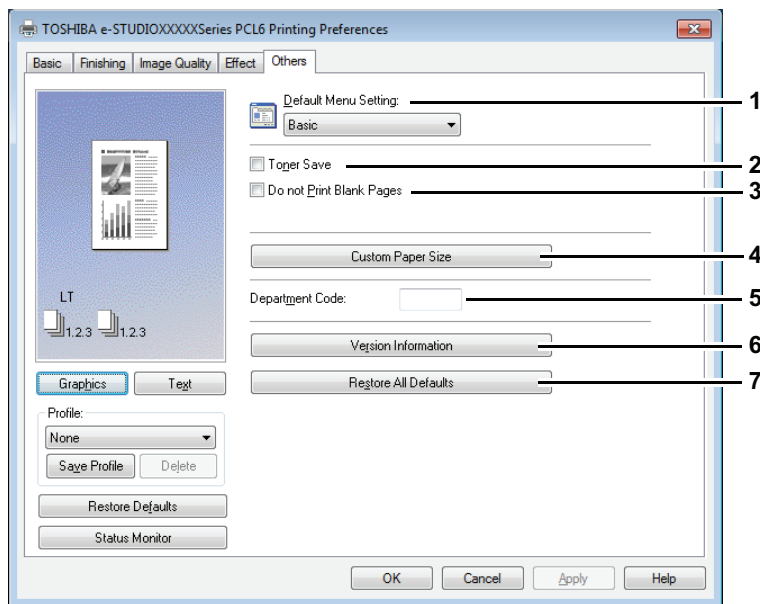 TOSHIBA e-STUDIOXXXXXSeries PCL6 Printing Preferences
Basic
Finishing
Image Quality
Effect
Others
Default Menu Setting:
1
Basic
Toner Save
2
Do not Print Blank Pages
3
Custom Paper Size
4
LT
1.2.3
1.2.3
Department Code:
5
Version Information
6
Graphics
Text
Restore All Defaults
7
Profile:
None
Save Profile
Delete
Restore Defaults
Status Monitor
OK
Cancel
Apply
Help